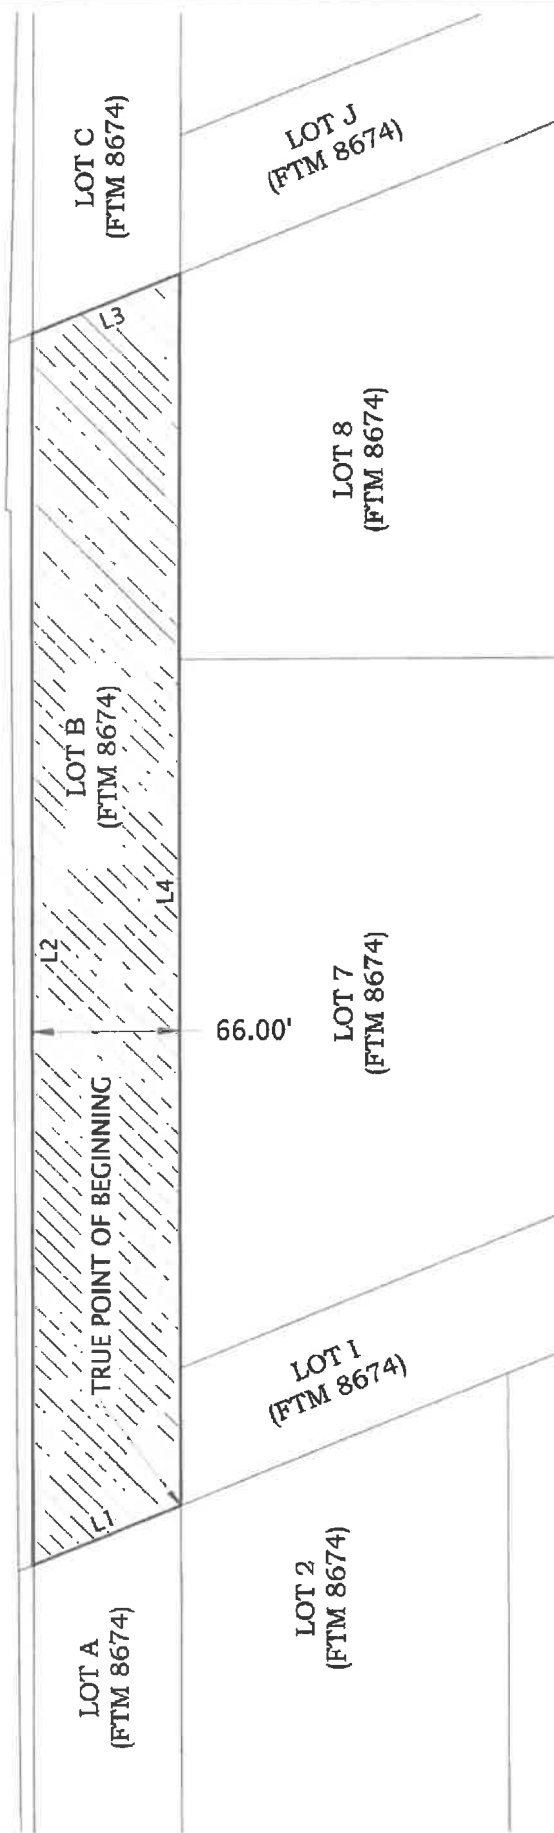 LOT C
(FTM 8674)
LOT J
(FTM 8674)
L3
LOT 8
(FTM 8674)
LOT B
(FTM 8674)
L4
L2
66.00'
LOT 7
(FTM 8674)
TRUE POINT OF BEGINNING
LOT I
(FTM 8674)
L1
LOT 2
(FTM 8674)
LOT A
(FTM 8674)